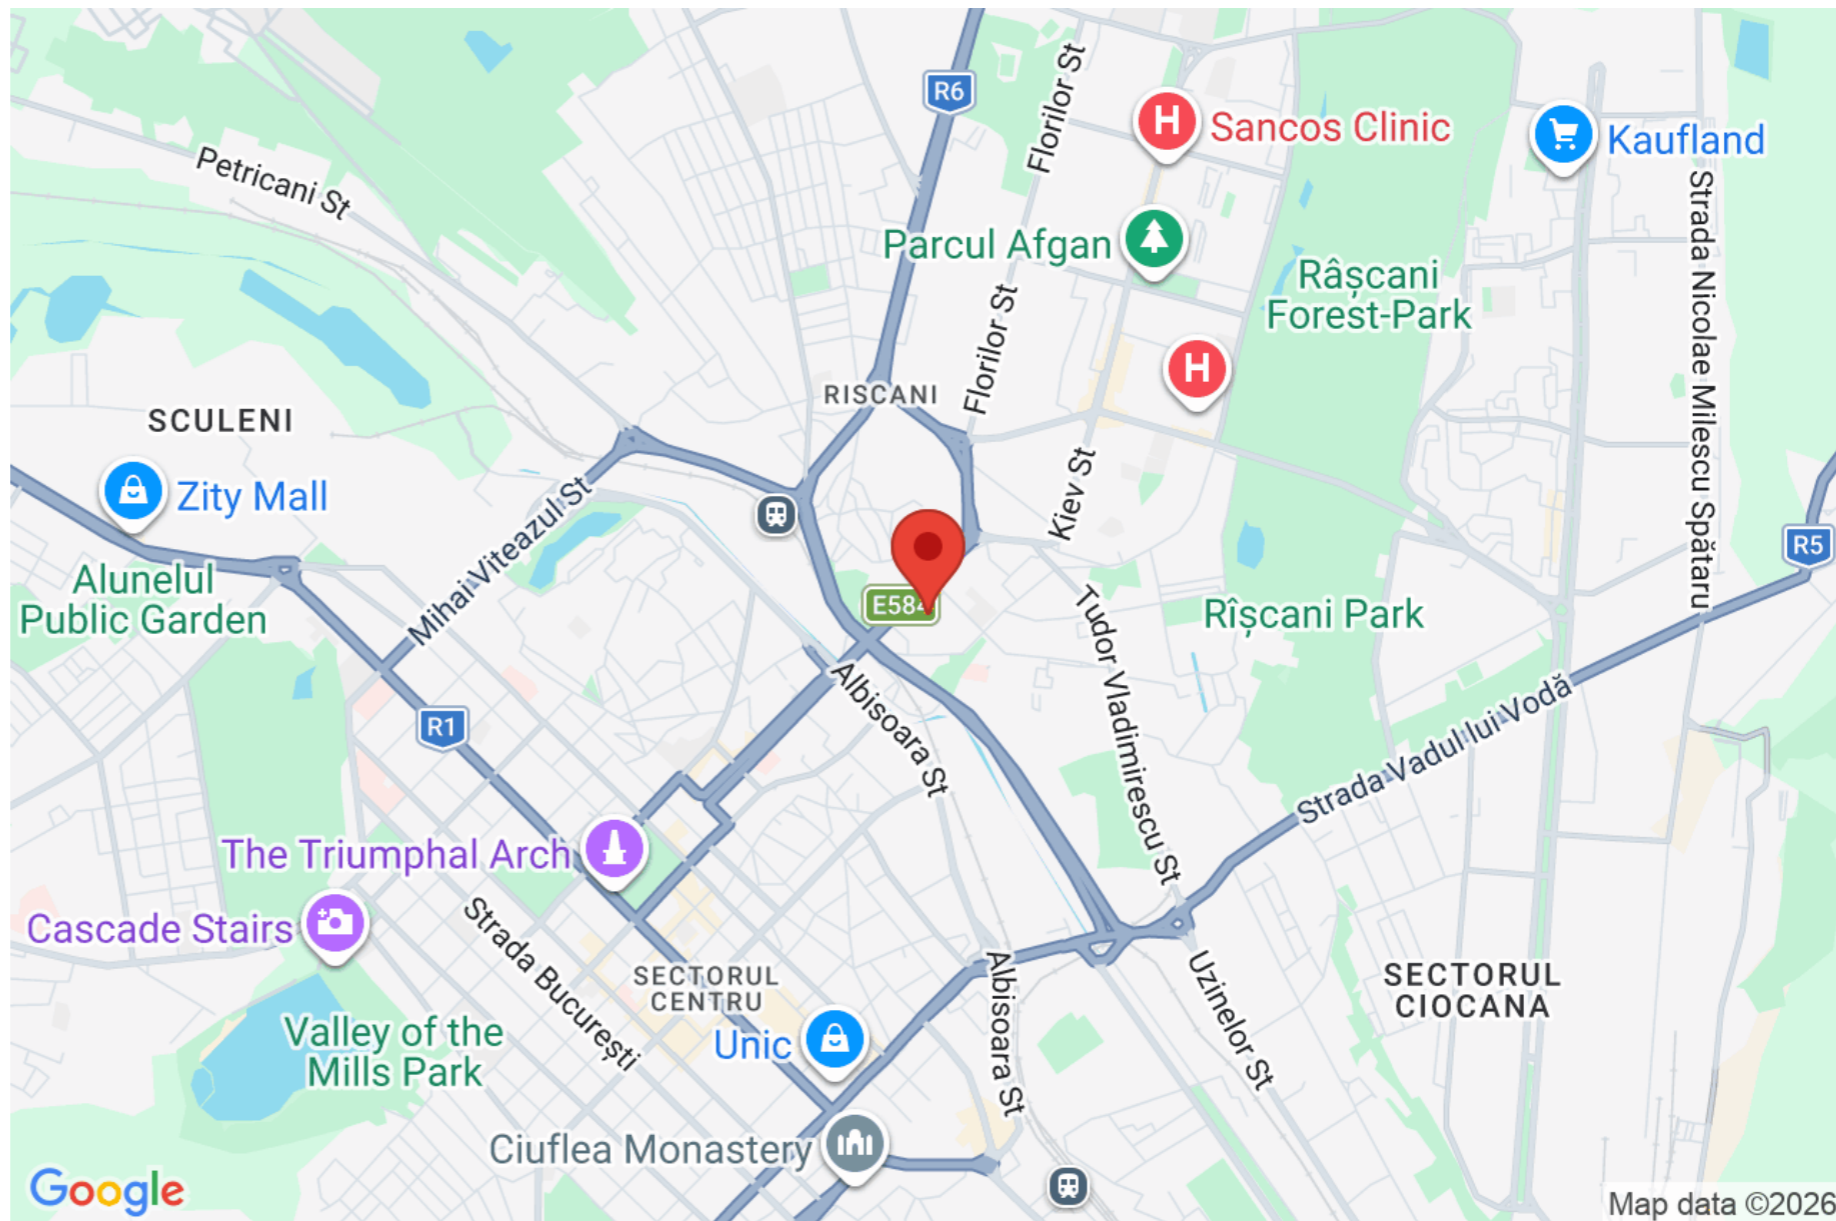 R6
Florilor St
Sancos Clinic
Kaufland
Petricani St
Strada Nicolae Milescu Spătaru
Parcul Afgan
Râșcani
Forest-Park
Florilor St
RISCANI
SCULENI
Zity Mall
Mihai Viteazul St
Kiev St
R5
Alunelul
Public Garden
E584
Tudor Vladimirescu St
Rîșcani Park
Albisoara St
R1
Strada Vadul lui Vodă
The Triumphal Arch
Cascade Stairs
Strada București
SECTORUL
CENTRU
Albisoara St
Uzinelor St
SECTORUL
CIOCANA
Valley of the
Mills Park
Unic
Ciuflea Monastery
Google
Map data ©2026